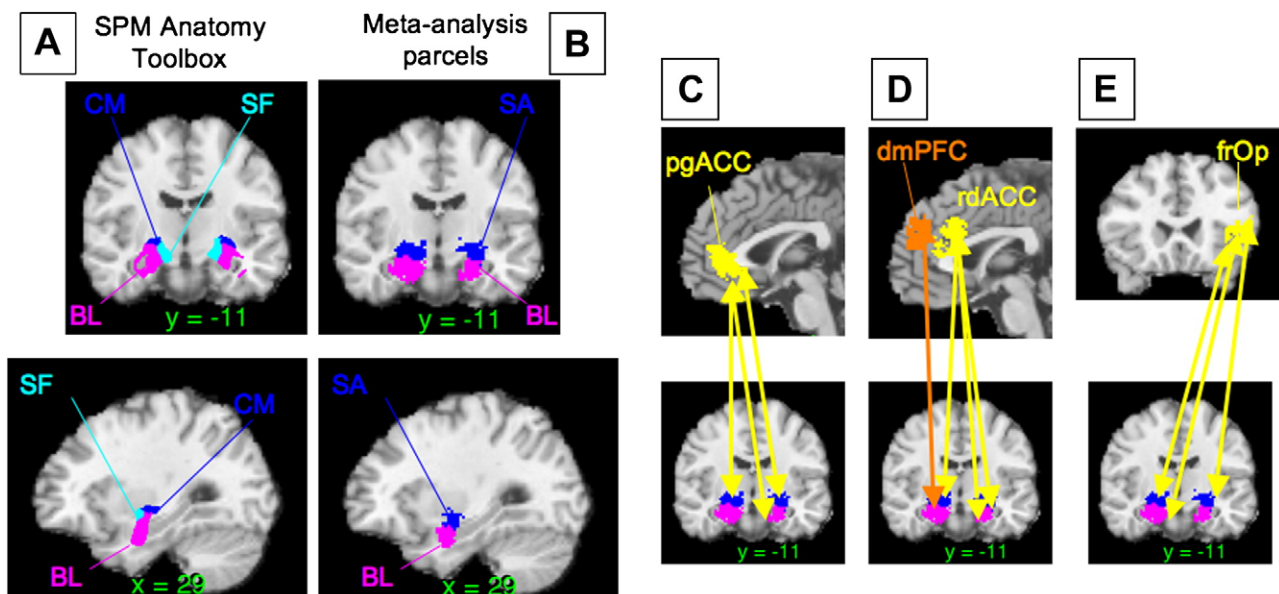 A
SPM Anatomy
Toolbox
Meta-analysis
parcels
B
CM
SF
BL
y = -11
SA
BL
y = -11
SF
CM
BL
x = 29
SA
BL
x = 29
C
D
E
pgACC
dmPFC
rdACC
frOp
y = -11
y = -11
y = -11